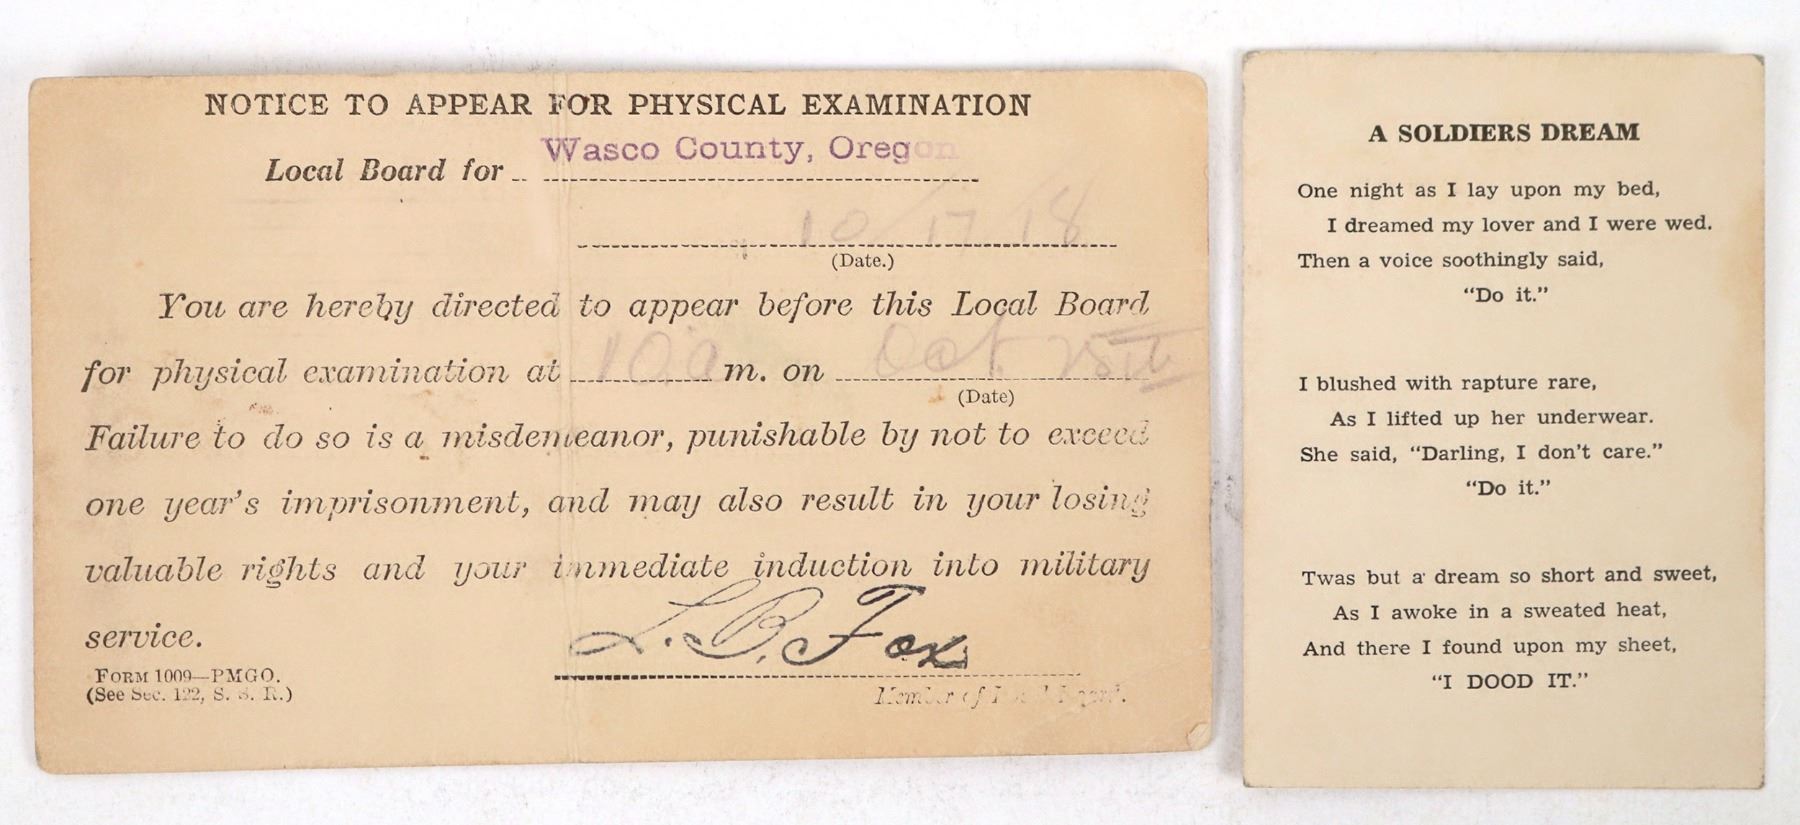 NOTICE TO APPEAR FOR PHYSICAL EXAMINATION
Local Board for Wasco County, Oregon
10/17/18
(Date.)
You are hereby directed to appear before this Local Board
for physical examination at 10 a m. on Oct. 25th
(Date)
Failure to do so is a misdemeanor, punishable by not to exceed
one year's imprisonment, and may also result in your losing
valuable rights and your immediate induction into military
service.
L. B. Fox
Form 1009—PMGO.
(See Sec. 122, S. S. R.)
Member of Local Board.
A SOLDIERS DREAM
One night as I lay upon my bed,
I dreamed my lover and I were wed.
Then a voice soothingly said,
"Do it."
I blushed with rapture rare,
As I lifted up her underwear.
She said, "Darling, I don't care."
"Do it."
Twas but a dream so short and sweet,
As I awoke in a sweated heat,
And there I found upon my sheet,
"I DOOD IT."